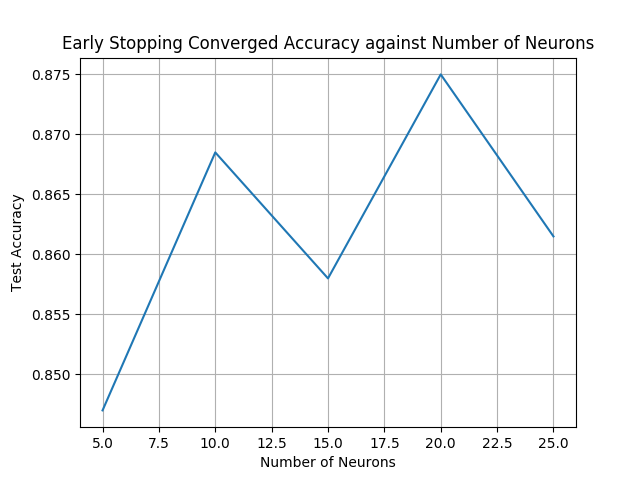 Early Stopping Converged Accuracy against Number of Neurons
0.875
0.870
0.865
0.860
0.855
0.850
Test Accuracy
5.0 7.5 10.0 12.5 15.0 17.5 20.0 22.5 25.0
Number of Neurons